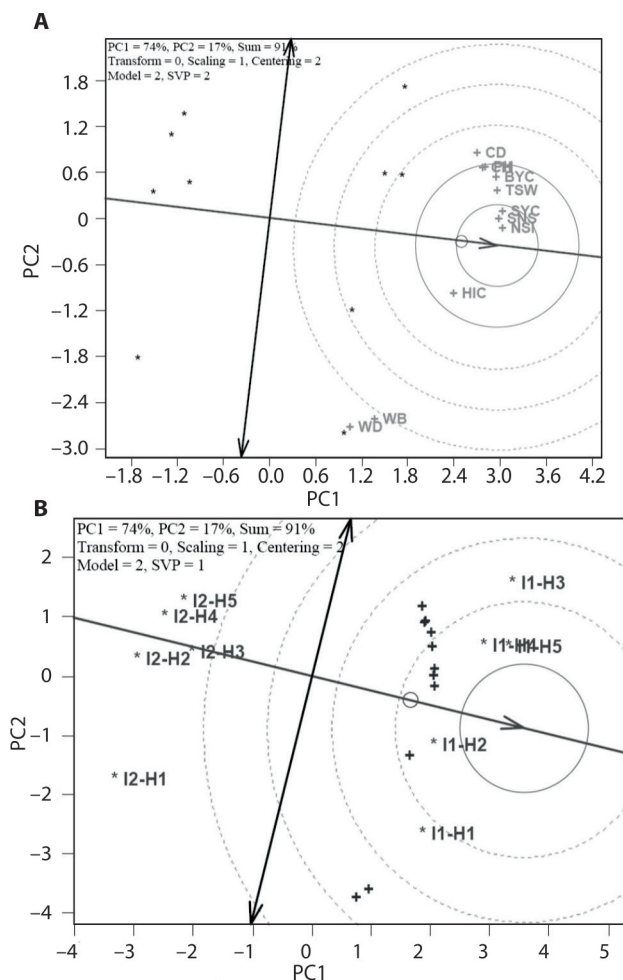 A
PC1 = 74%, PC2 = 17%, Sum = 91%
Transform = 0, Scaling = 1, Centering = 2
Model = 2, SVP = 2
1.8
1.2
0.6
0
−0.6
−1.2
−1.8
−2.4
−3.0
PC2
CD
BYC
TSW
SYC
SNS
NSI
HIC
WB
WD
−1.8 −1.2 −0.6 0.0 0.6 1.2 1.8 2.4 3.0 3.6 4.2
PC1
B
PC1 = 74%, PC2 = 17%, Sum = 91%
Transform = 0, Scaling = 1, Centering = 2
Model = 2, SVP = 1
2
1
0
−1
−2
−3
−4
PC2
I2-H5
I2-H4
I2-H3
I2-H2
I2-H1
I1-H3
I1-H4
I1-H5
I1-H2
I1-H1
−4 −3 −2 −1 0 1 2 3 4 5
PC1